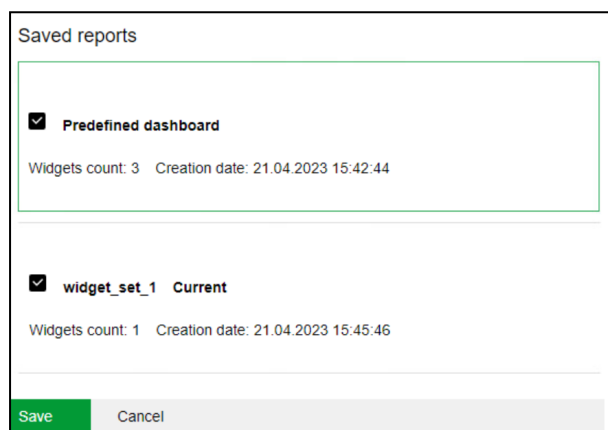 Saved reports
Predefined dashboard
Widgets count: 3 Creation date: 21.04.2023 15:42:44
widget_set_1 Current
Widgets count: 1 Creation date: 21.04.2023 15:45:46
Save Cancel